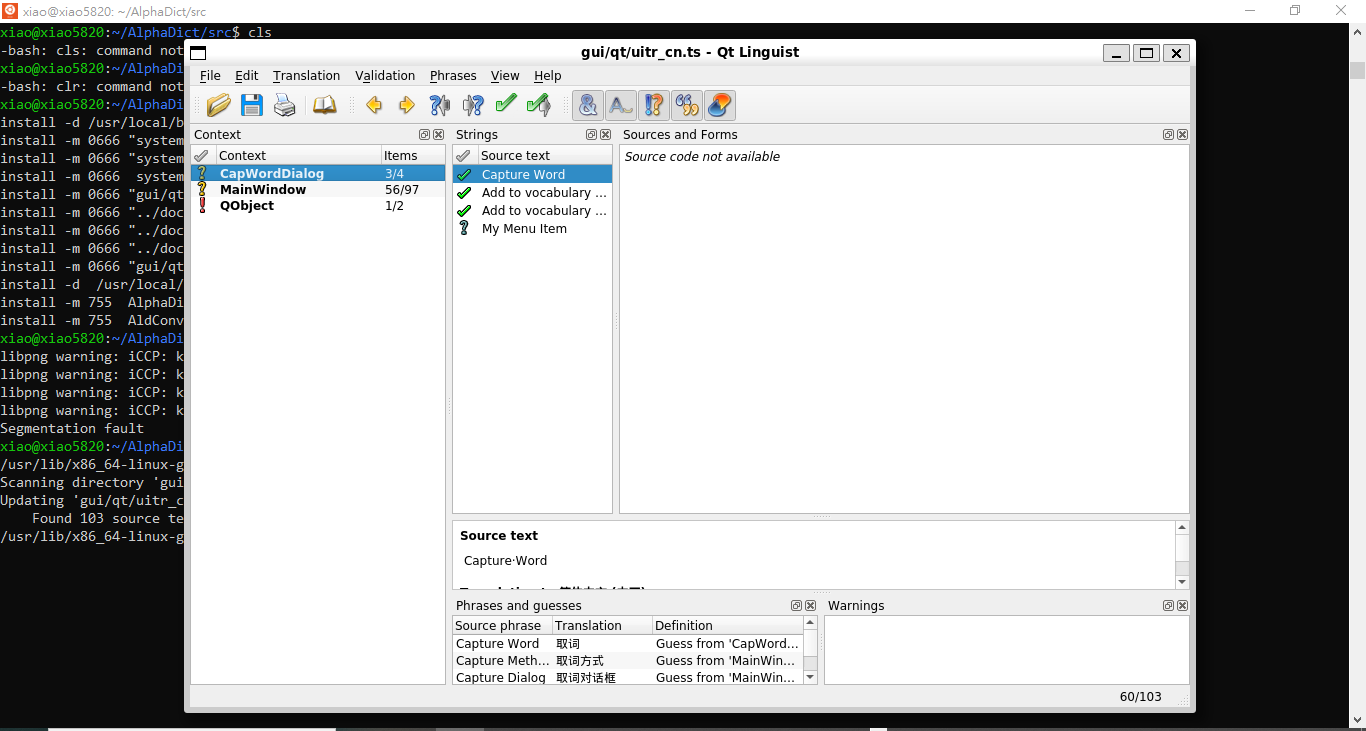 xiao@xiao5820: ~/AlphaDict/src
xiao@xiao5820:~/AlphaDict/src$ cls
-bash: cls: command not
xiao@xiao5820:~/AlphaDi
-bash: clr: command not
xiao@xiao5820:~/AlphaDi
install -d /usr/local/b
install -m 0666 "system
install -m 0666 "system
install -m 0666  system
install -m 0666 "gui/qt
install -m 0666 "../doc
install -m 0666 "../doc
install -m 0666 "../doc
install -m 0666 "gui/qt
install -d  /usr/local/
install -m 755  AlphaDi
install -m 755  AldConv
xiao@xiao5820:~/AlphaDi
libpng warning: iCCP: k
libpng warning: iCCP: k
libpng warning: iCCP: k
libpng warning: iCCP: k
Segmentation fault
xiao@xiao5820:~/AlphaDi
/usr/lib/x86_64-linux-g
Scanning directory 'gui
Updating 'gui/qt/uitr_c
    Found 103 source te
/usr/lib/x86_64-linux-g
gui/qt/uitr_cn.ts - Qt Linguist
File Edit Translation Validation Phrases View Help
Context
Context Items
CapWordDialog 3/4
MainWindow 56/97
QObject 1/2
Strings
Source text
Capture Word
Add to vocabulary ...
Add to vocabulary ...
My Menu Item
Sources and Forms
Source code not available
Source text
Capture·Word
Phrases and guesses
Source phrase Translation Definition
Capture Word 取词 Guess from 'CapWord...
Capture Meth... 取词方式 Guess from 'MainWin...
Capture Dialog 取词对话框 Guess from 'MainWin...
Warnings
60/103